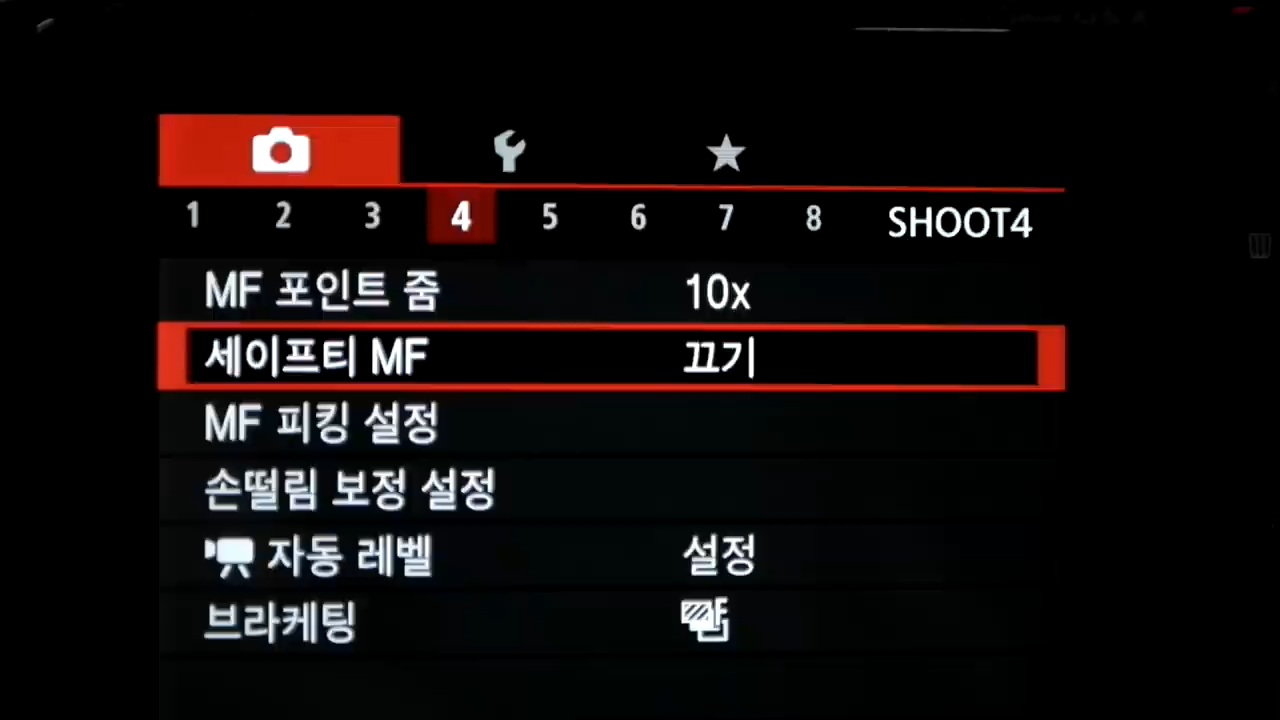 1 2 3 4 5 6 7 8 SHOOT4
MF 포인트 줌 10x
세이프티 MF 끄기
MF 피킹 설정
손떨림 보정 설정
자동 레벨 설정
브라케팅